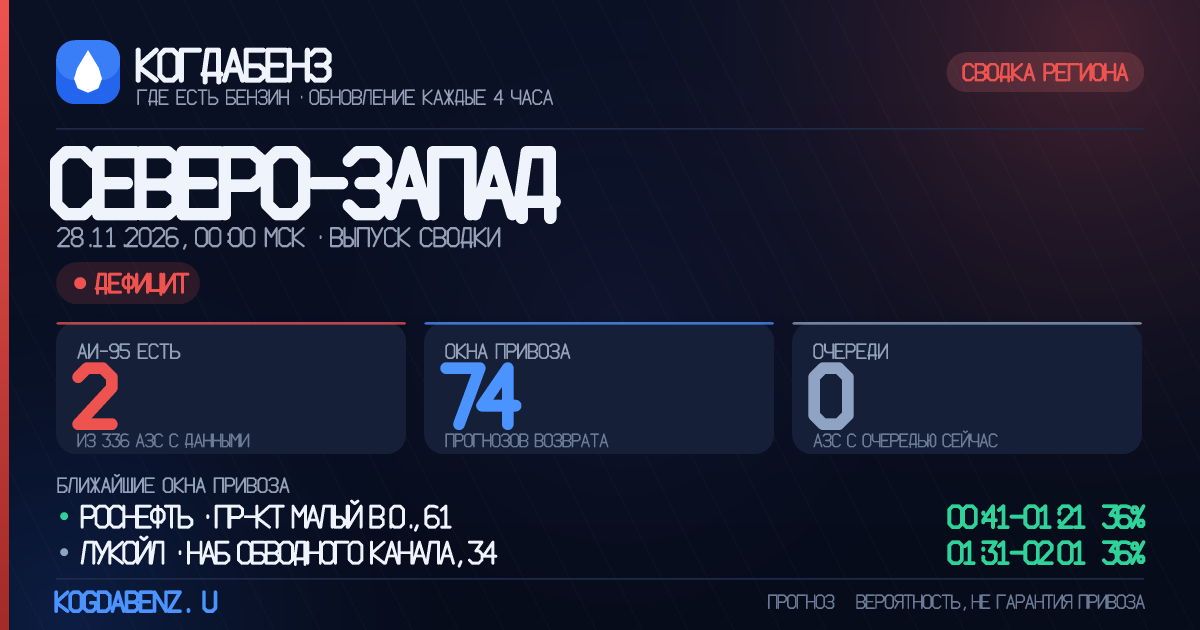 КОГДАБЕНЗ
ГДЕ ЕСТЬ БЕНЗИН · ОБНОВЛЕНИЕ КАЖДЫЕ 4 ЧАСА
СВОДКА РЕГИОНА
СЕВЕРО-ЗАПАД
28.11.2026, 00:00 МСК · ВЫПУСК СВОДКИ
• ДЕФИЦИТ
АИ-95 ЕСТЬ
2
ИЗ 336 АЗС С ДАННЫМИ
ОКНА ПРИВОЗА
74
ПРОГНОЗОВ ВОЗВРАТА
ОЧЕРЕДИ
0
АЗС С ОЧЕРЕДЬЮ СЕЙЧАС
БЛИЖАЙШИЕ ОКНА ПРИВОЗА
• РОСНЕФТЬ · ПР-КТ МАЛЫЙ В.О., 61 00:41-01:21 36%
• ЛУКОЙЛ · НАБ ОБВОДНОГО КАНАЛА, 34 01:31-02:01 36%
KOGDABENZ. U
ПРОГНОЗ ВЕРОЯТНОСТЬ, НЕ ГАРАНТИЯ ПРИВОЗА